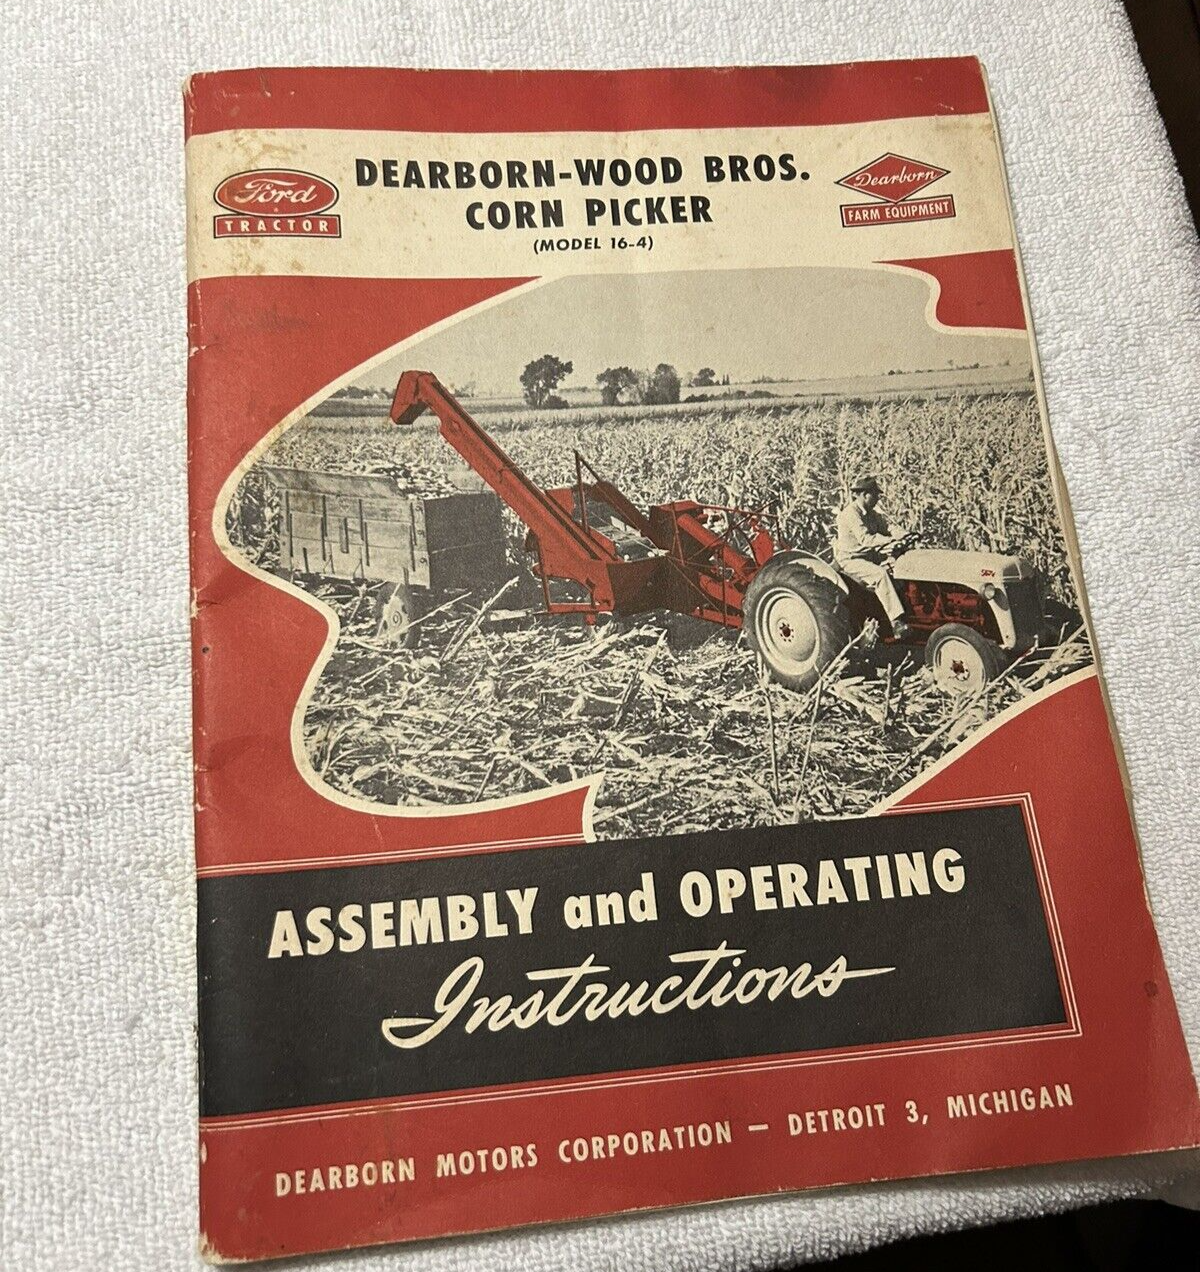 DEARBORN-WOOD BROS.
CORN PICKER
(MODEL 16-4)
Ford
TRACTOR
Dearborn
FARM EQUIPMENT
Ford
ASSEMBLY and OPERATING
Instructions
DEARBORN MOTORS CORPORATION — DETROIT 3, MICHIGAN